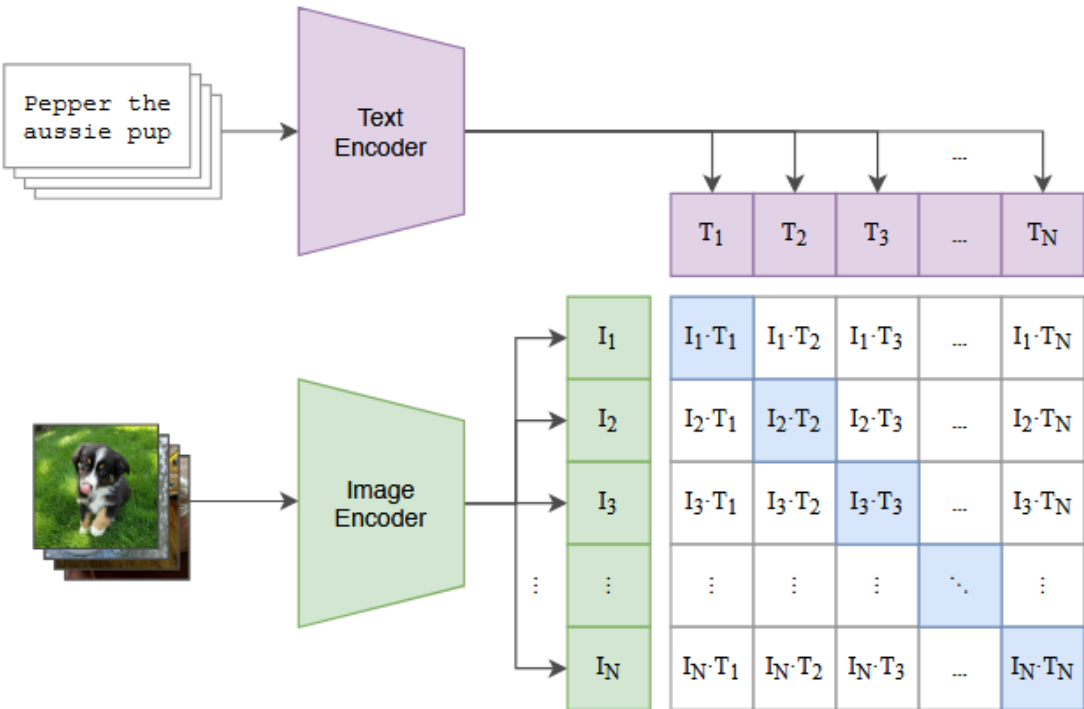 Pepper the
aussie pup
Text
Encoder
...
T1 T2 T3 ... TN
Image
Encoder
I1 I1·T1 I1·T2 I1·T3 ... I1·TN
I2 I2·T1 I2·T2 I2·T3 ... I2·TN
I3 I3·T1 I3·T2 I3·T3 ... I3·TN
⋮ ⋮ ⋮ ⋮ ⋮ ⋱ ⋮
IN IN·T1 IN·T2 IN·T3 ... IN·TN